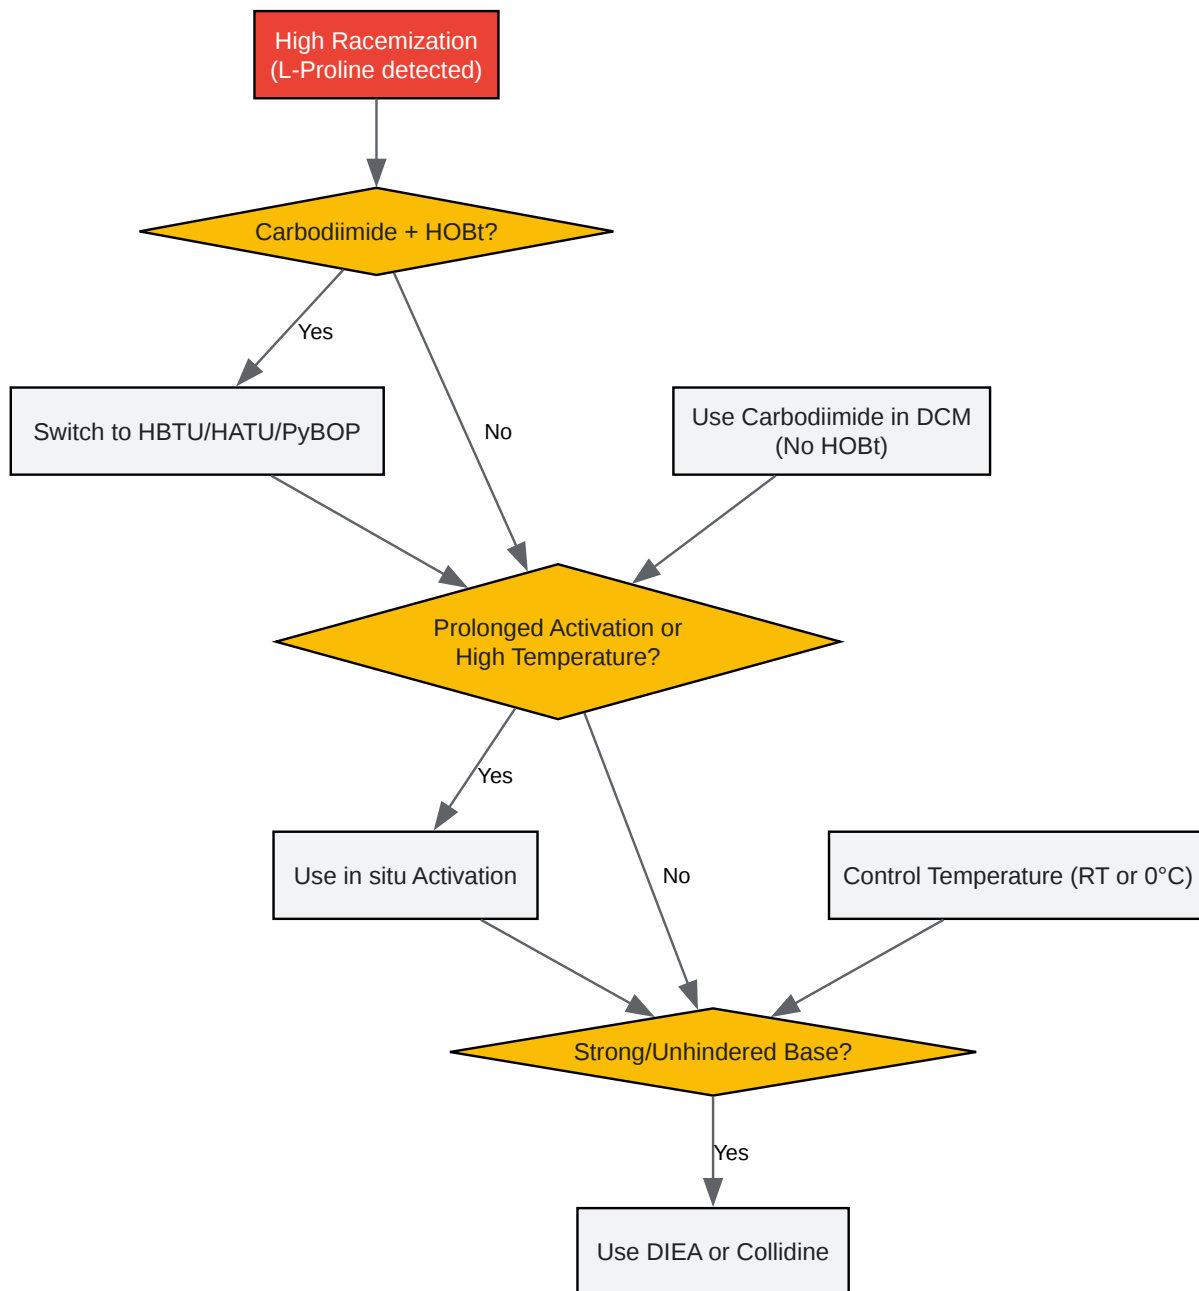 High Racemization
(L-Proline detected)
Carbodiimide + HOBt?
Yes
No
Switch to HBTU/HATU/PyBOP
Use Carbodiimide in DCM
(No HOBt)
Prolonged Activation or
High Temperature?
Yes
No
Use in situ Activation
Control Temperature (RT or 0°C)
Strong/Unhindered Base?
Yes
Use DIEA or Collidine